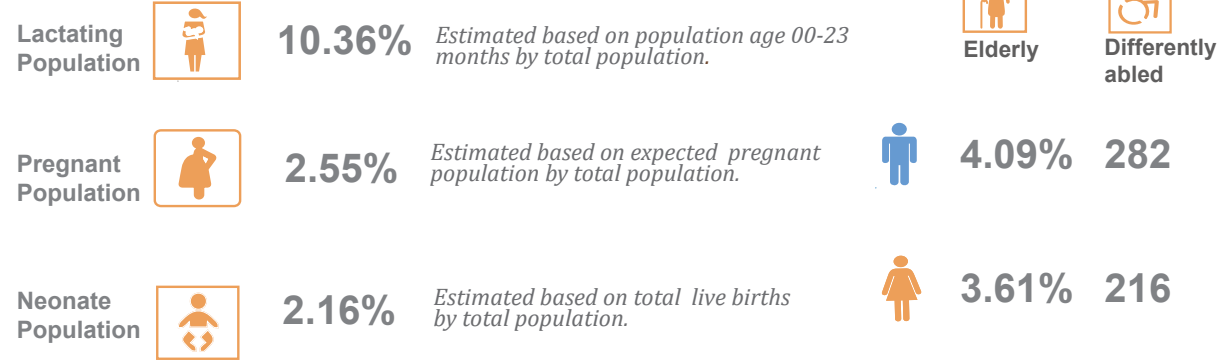 Lactating
Population
10.36%
Estimated based on population age 00-23
months by total population.
Pregnant
Population
2.55%
Estimated based on expected pregnant
population by total population.
Neonate
Population
2.16%
Estimated based on total live births
by total population.
Elderly
Differently
abled
4.09% 282
3.61% 216